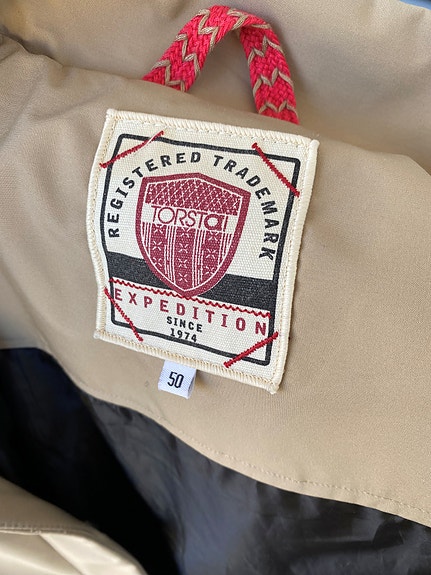 REGISTERED TRADEMARK
TORSTAI
EXPEDITION
SINCE
1974
50